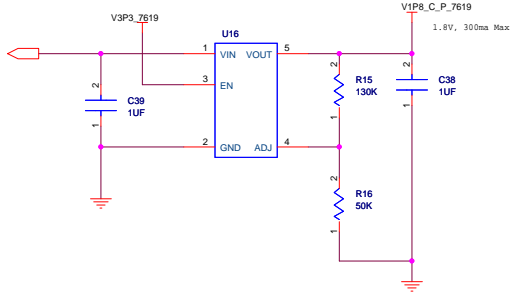 V1P8_C_P_7619
V3P3_7619
1.8V, 300ma Max
U16
1 VIN VOUT 5
3 EN
2 GND ADJ 4
2 C39 1UF 1
2 R15 130K 1
2 C38 1UF 1
2 R16 50K 1